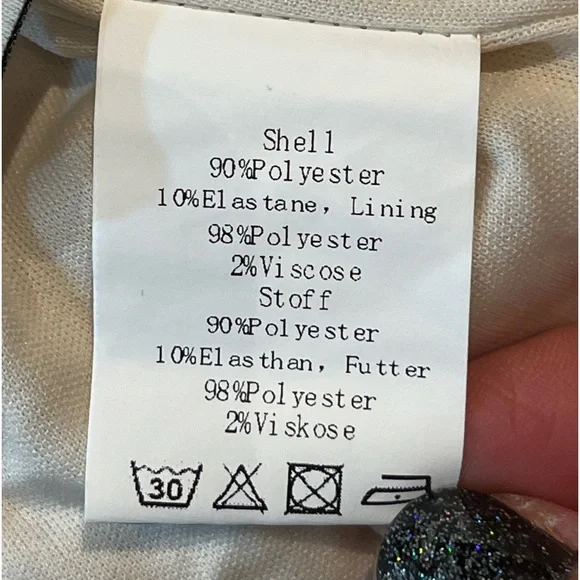 Shell
90%Polyester
10%Elastane, Lining
98%Polyester
2%Viscose
Stoff
90%Polyester
10%Elasthan, Futter
98%Polyester
2%Viskose
30